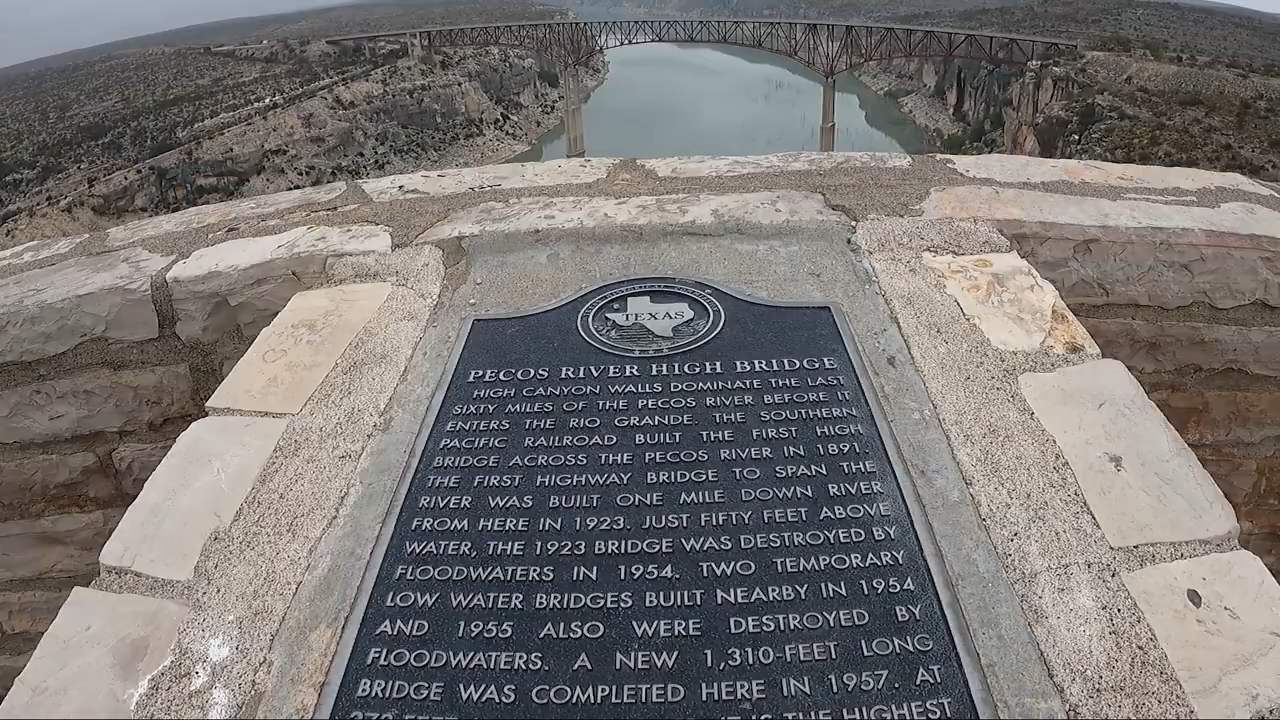 TEXAS
PECOS RIVER HIGH BRIDGE
HIGH CANYON WALLS DOMINATE THE LAST
SIXTY MILES OF THE PECOS RIVER BEFORE IT
ENTERS THE RIO GRANDE. THE SOUTHERN
PACIFIC RAILROAD BUILT THE FIRST HIGH
BRIDGE ACROSS THE PECOS RIVER IN 1891.
THE FIRST HIGHWAY BRIDGE TO SPAN THE
RIVER WAS BUILT ONE MILE DOWN RIVER
FROM HERE IN 1923. JUST FIFTY FEET ABOVE
WATER, THE 1923 BRIDGE WAS DESTROYED BY
FLOODWATERS IN 1954. TWO TEMPORARY
LOW WATER BRIDGES BUILT NEARBY IN 1954
AND 1955 ALSO WERE DESTROYED BY
FLOODWATERS. A NEW 1,310-FEET LONG
BRIDGE WAS COMPLETED HERE IN 1957. AT
273 FEET IS THE HIGHEST